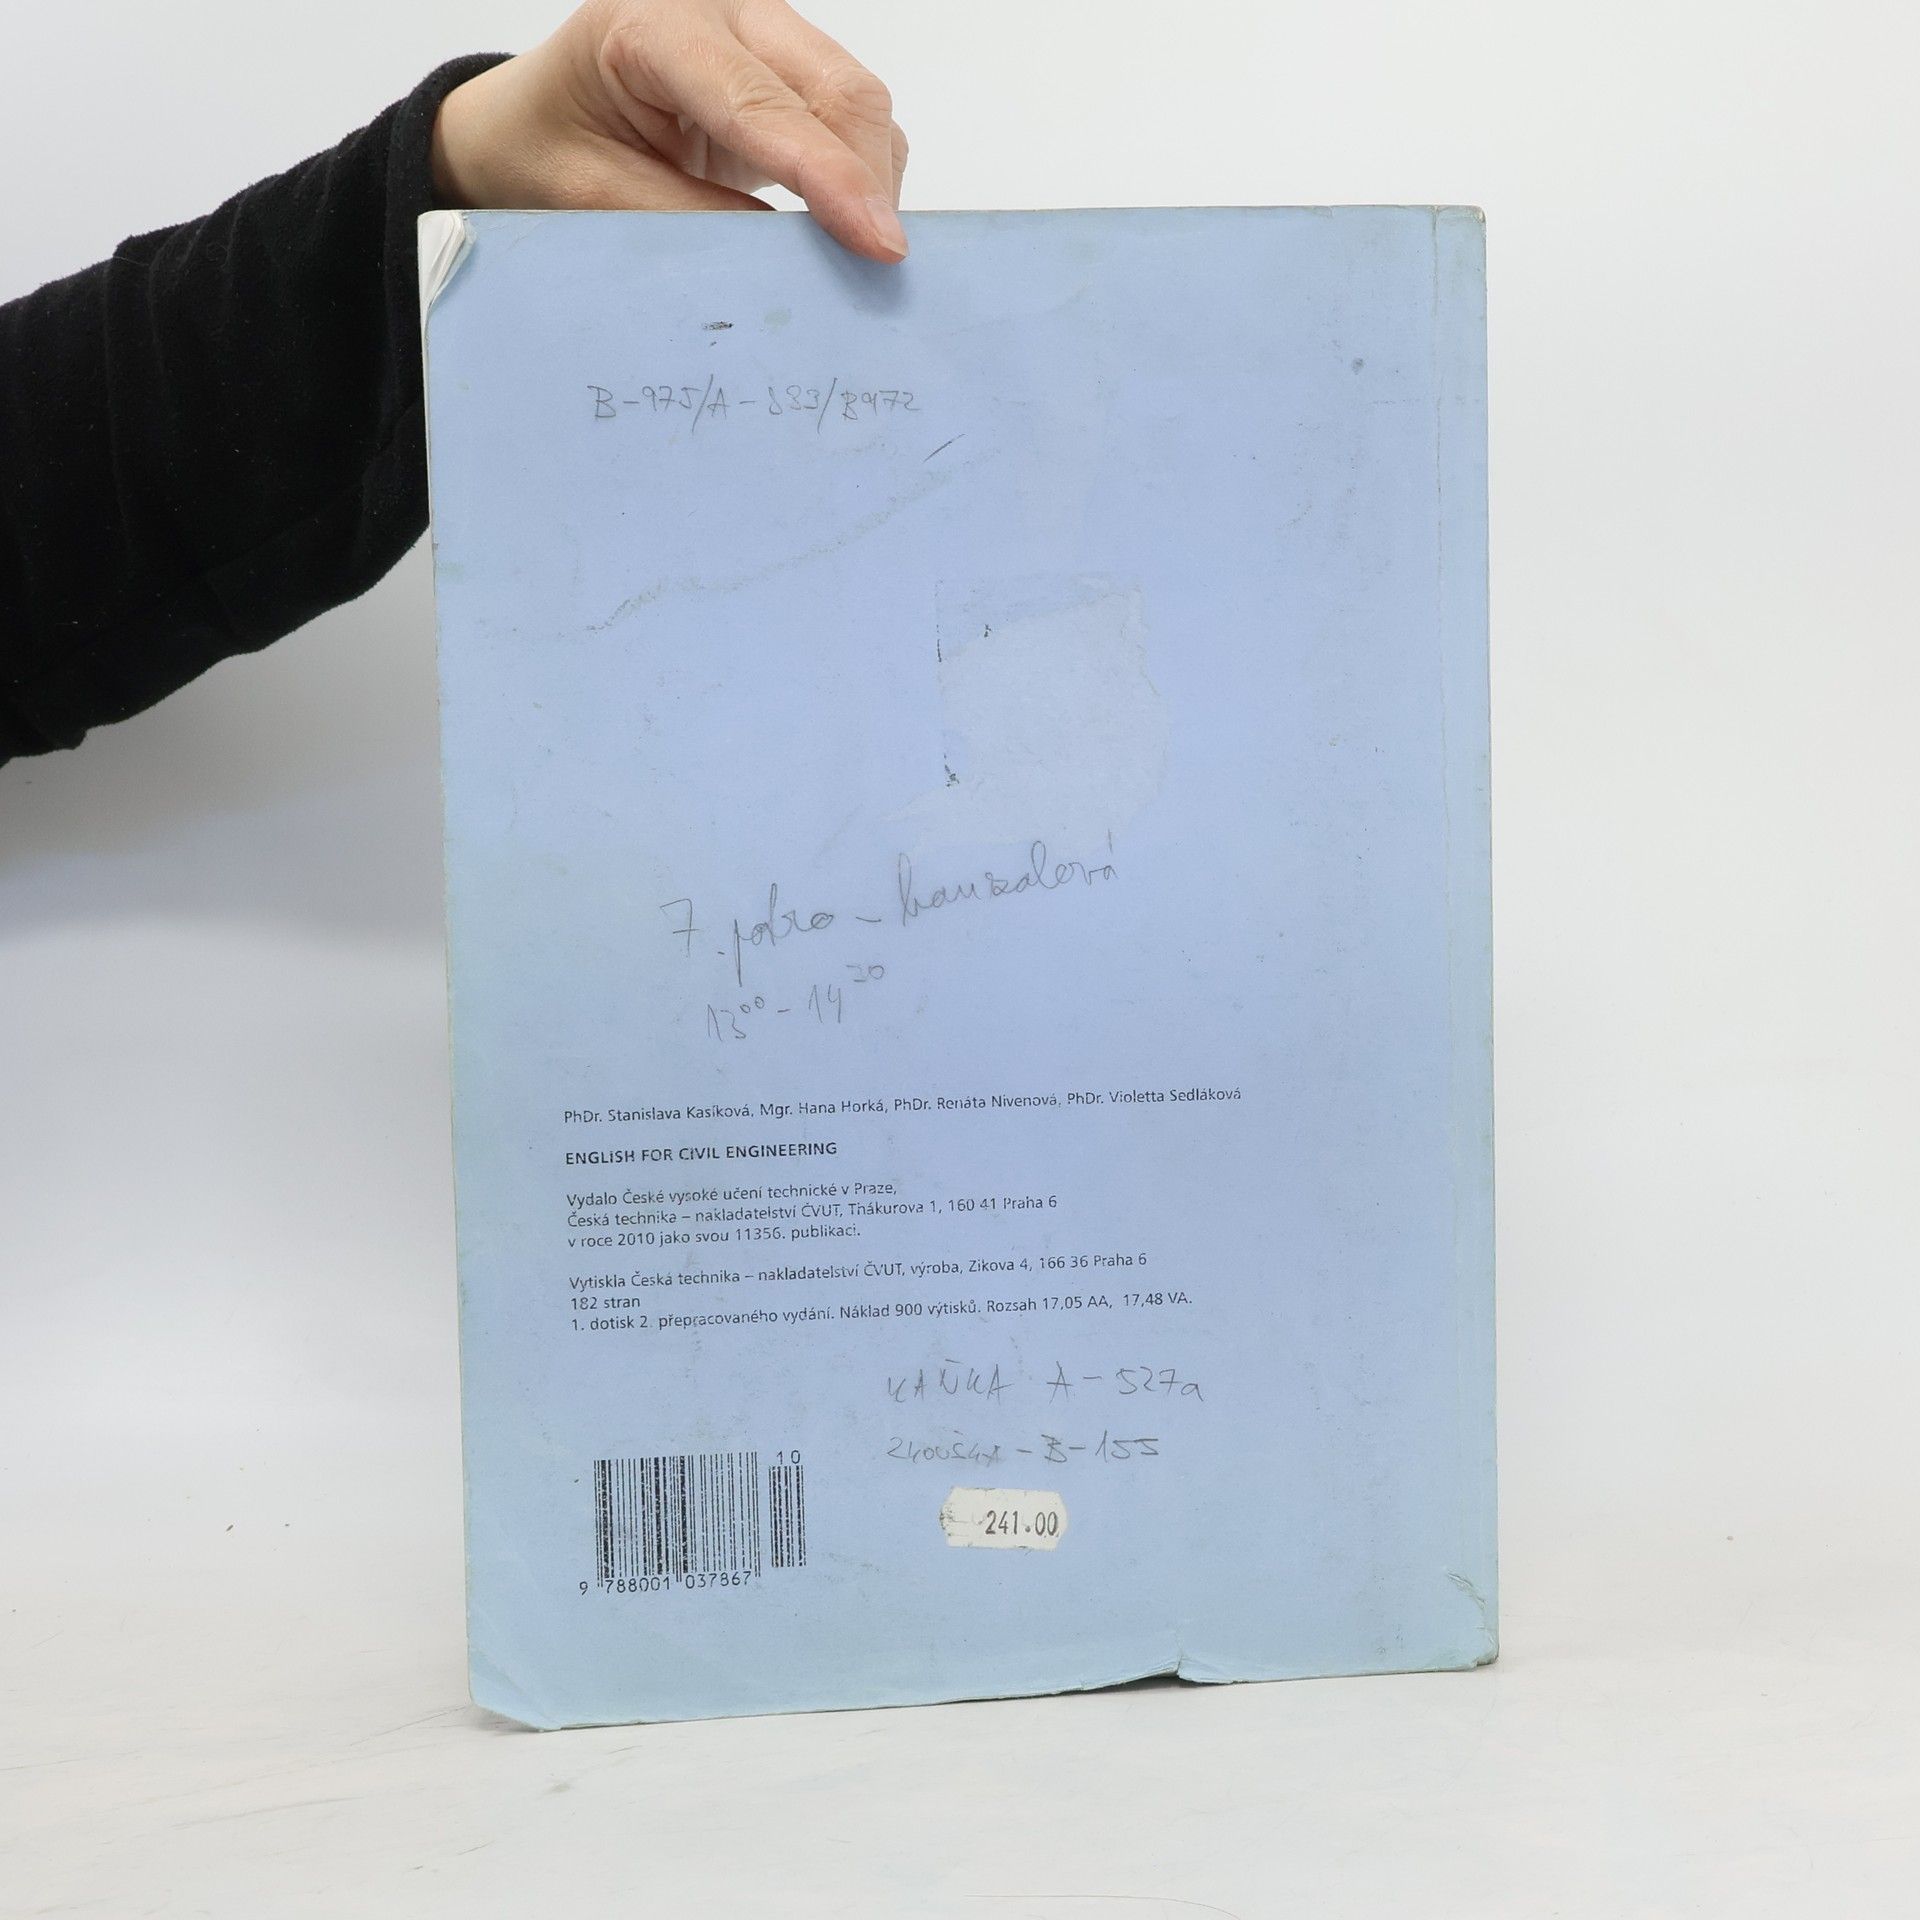 B-975/A-883/B972
7. patro - hanzalová
13⁰⁰ - 14³⁰
PhDr. Stanislava Kasíková, Mgr. Hana Horká, PhDr. Renáta Nivenová, PhDr. Violetta Sedláková
ENGLISH FOR CIVIL ENGINEERING
Vydalo České vysoké učení technické v Praze,
Česká technika – nakladatelství ČVUT, Thákurova 1, 160 41 Praha 6
v roce 2010 jako svou 11356. publikaci.
Vytiskla Česká technika – nakladatelství ČVUT, výroba, Zikova 4, 166 36 Praha 6
182 stran
1. dotisk 2. přepracovaného vydání. Náklad 900 výtisků. Rozsah 17,05 AA, 17,48 VA.
KAŇKA A-527a
ZKOUŠKA - B-155
10
241.00
9 788001 037867